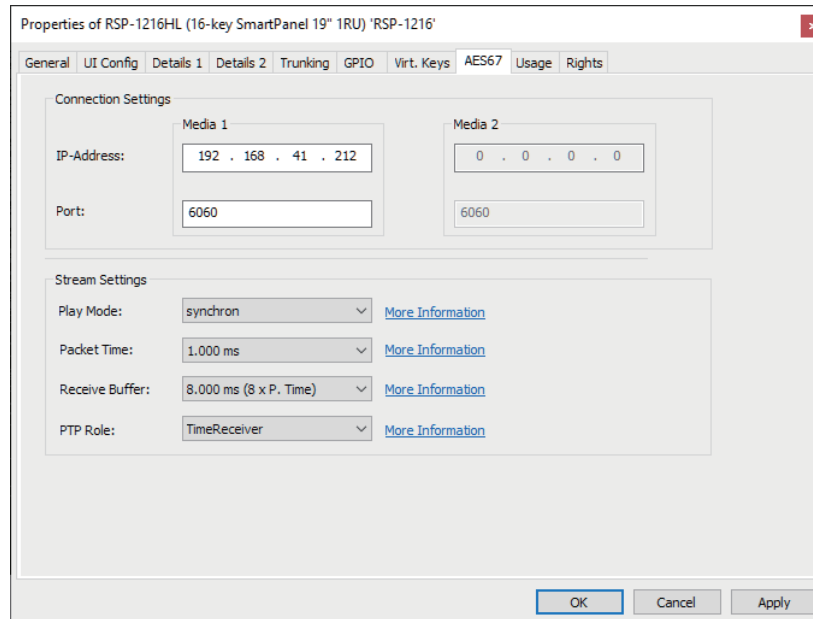 Properties of RSP-1216HL (16-key SmartPanel 19" 1RU) 'RSP-1216'
General UI Config Details 1 Details 2 Trunking GPIO Virt. Keys AES67 Usage Rights
Connection Settings
Media 1 Media 2
IP-Address: 192 . 168 . 41 . 212 0 . 0 . 0 . 0
Port: 6060 6060
Stream Settings
Play Mode: synchron More Information
Packet Time: 1.000 ms More Information
Receive Buffer: 8.000 ms (8 x P. Time) More Information
PTP Role: TimeReceiver More Information
OK Cancel Apply